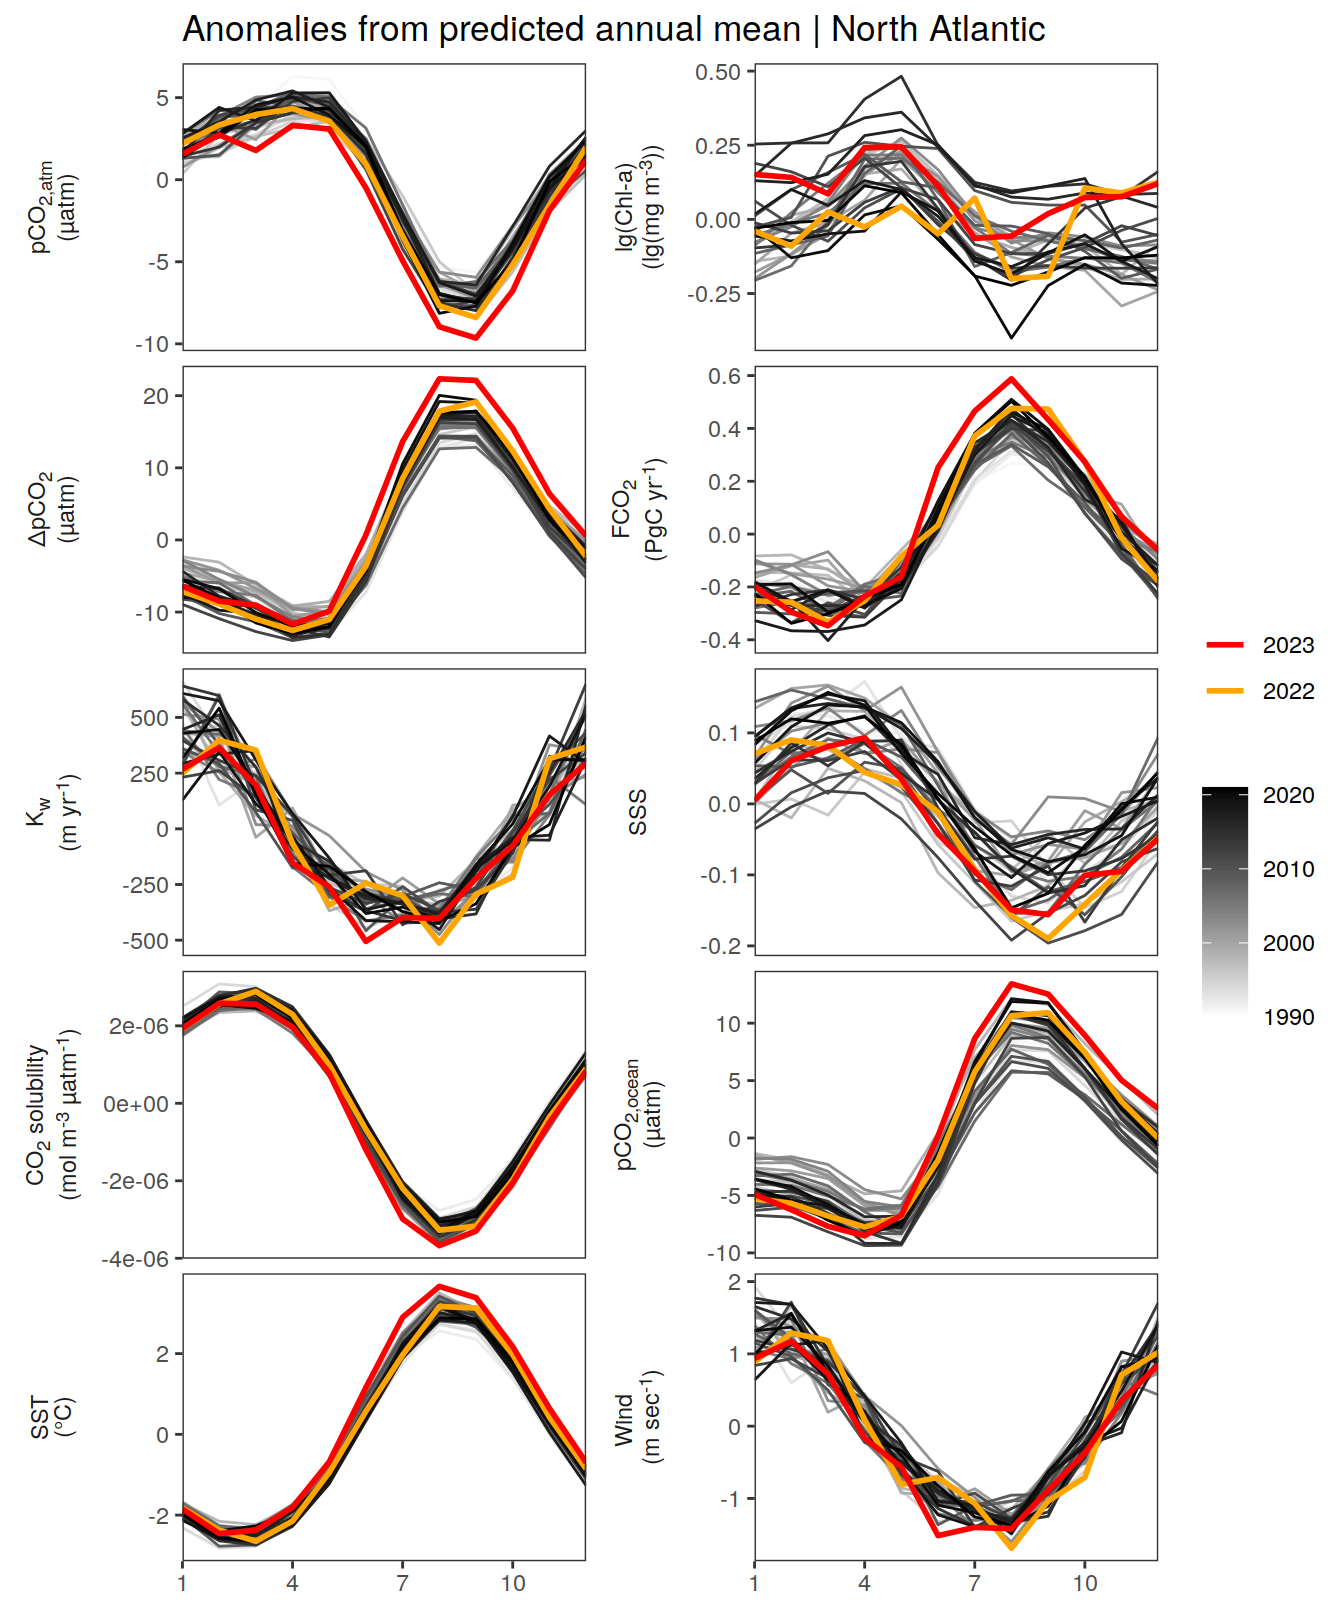 Anomalies from predicted annual mean | North Atlantic
pCO2,atm
(µatm)
5
0
-5
-10
lg(Chl-a)
(lg(mg m-3))
0.50
0.25
0.00
-0.25
ΔpCO2
(µatm)
20
10
0
-10
FCO2
(PgC yr-1)
0.6
0.4
0.2
0.0
-0.2
-0.4
Kw
(m yr-1)
500
250
0
-250
-500
SSS
0.1
0.0
-0.1
-0.2
CO2 solubility
(mol m-3 µatm-1)
2e-06
0e+00
-2e-06
-4e-06
pCO2,ocean
(µatm)
10
5
0
-5
-10
SST
(°C)
2
0
-2
1 4 7 10
Wind
(m sec-1)
2
1
0
-1
1 4 7 10
2023
2022
2020
2010
2000
1990